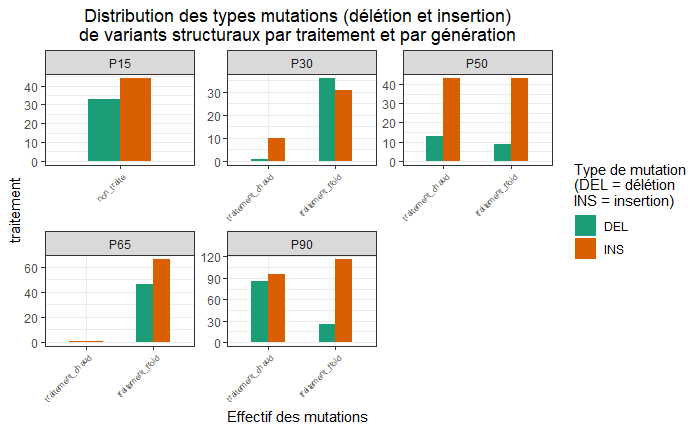 Distribution des types mutations (délétion et insertion)
de variants structuraux par traitement et par génération
P15
P30
P50
40
30
20
10
0
30
20
10
0
40
30
20
10
0
non_traite
traitement_chaud
traitement_froid
traitement_chaud
traitement_froid
traitement
P65
P90
60
40
20
0
120
90
60
30
0
traitement_chaud
traitement_froid
traitement_chaud
traitement_froid
Effectif des mutations
Type de mutation
(DEL = délétion
INS = insertion)
DEL
INS